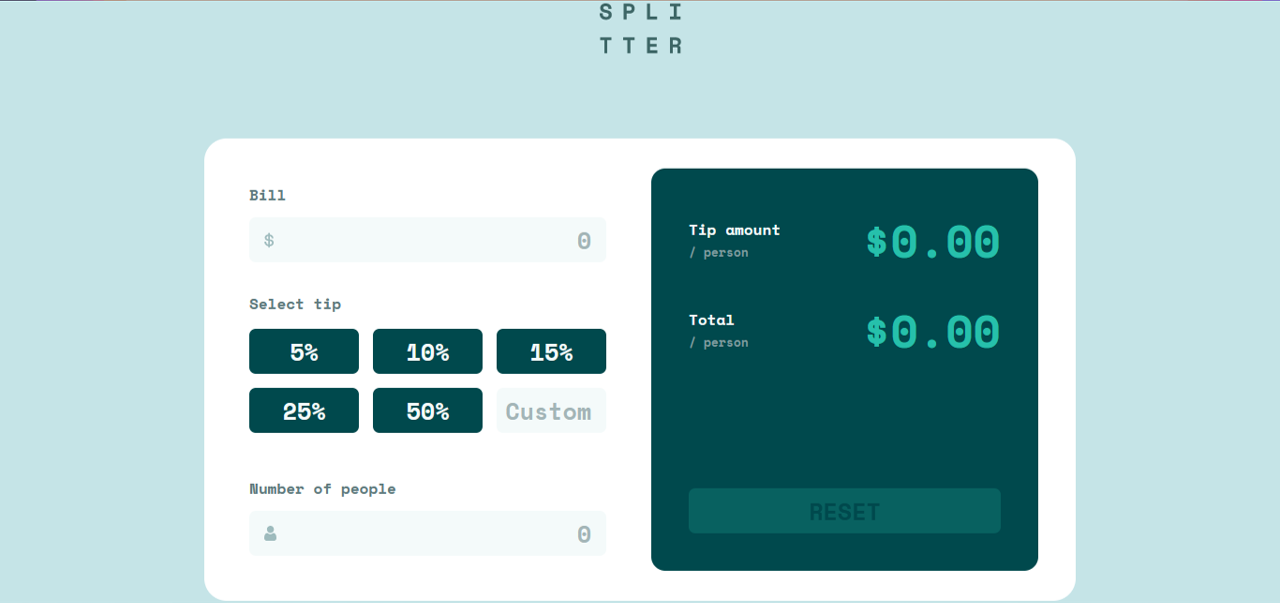 SPLI
TTER
Bill
$ 0
Select tip
5% 10% 15%
25% 50% Custom
Number of people
0
Tip amount
/ person
$0.00
Total
/ person
$0.00
RESET